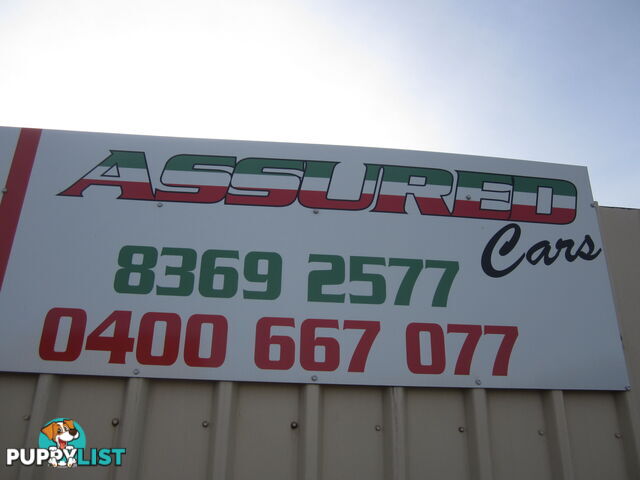 ASSURED
Cars
8369 2577
0400 667 077
PUPPYLIST